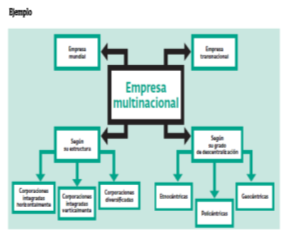 Ejemplo
Empresa
mundial
Empresa
transnacional
Empresa
multinacional
Según
su estructura
Según
su grado
de descentralización
Corporaciones
integradas
horizontalmente
Corporaciones
integradas
verticalmente
Corporaciones
diversificadas
Etnocéntricas
Policéntricas
Geocéntricas